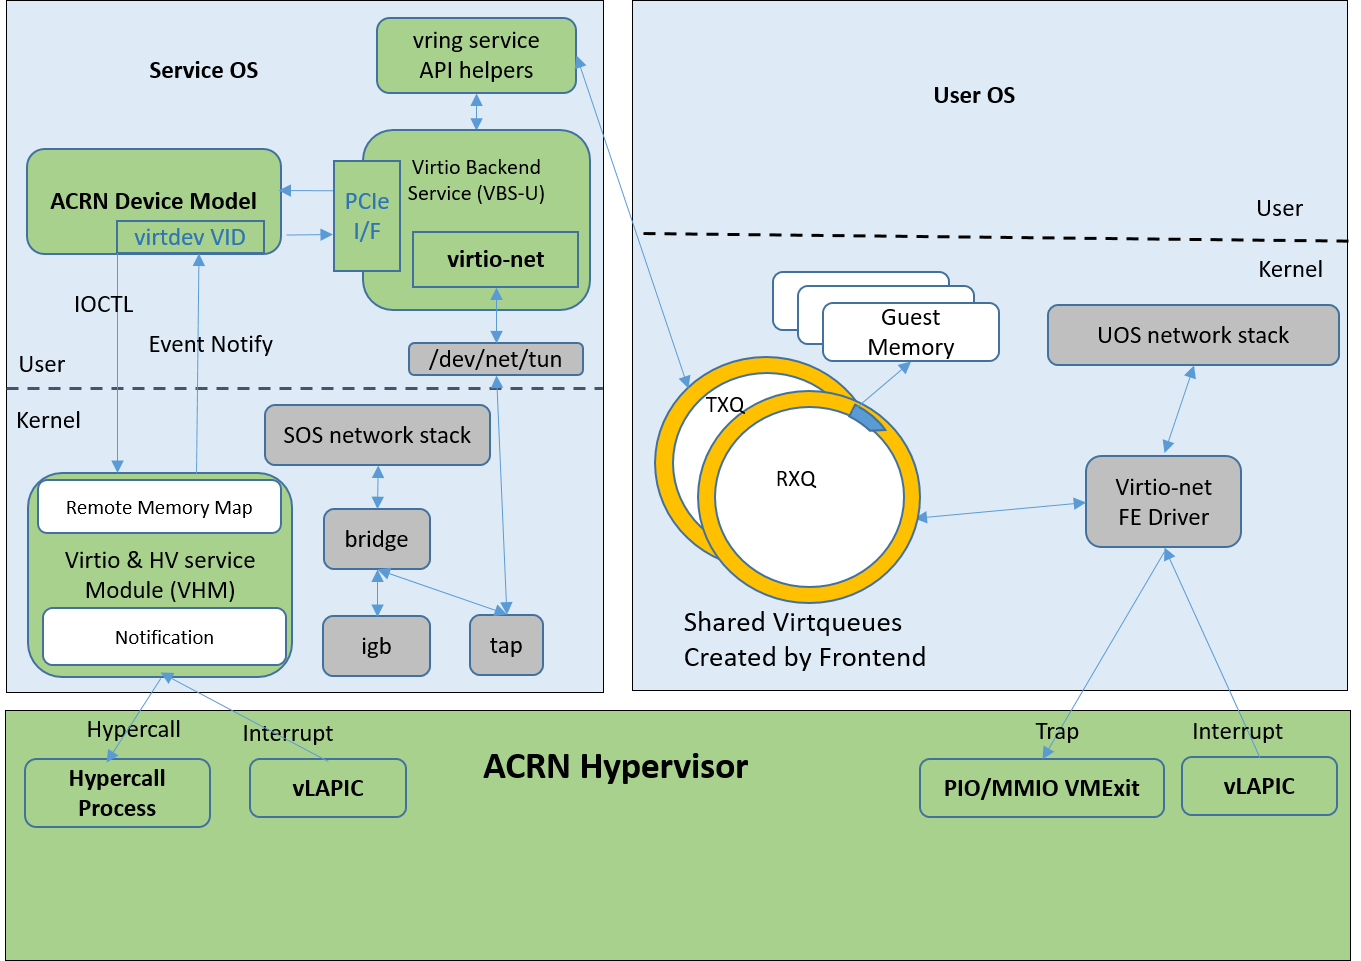 Service OS
vring service
API helpers
ACRN Device Model
virtdev VID
PCIe
I/F
Virtio Backend
Service (VBS-U)
virtio-net
IOCTL
Event Notify
/dev/net/tun
User
Kernel
SOS network stack
bridge
igb
tap
Remote Memory Map
Virtio & HV service
Module (VHM)
Notification
User OS
User
Kernel
Guest
Memory
UOS network stack
TXQ
RXQ
Virtio-net
FE Driver
Shared Virtqueues
Created by Frontend
Hypercall
Interrupt
Hypercall
Process
vLAPIC
ACRN Hypervisor
Trap
Interrupt
PIO/MMIO VMExit
vLAPIC